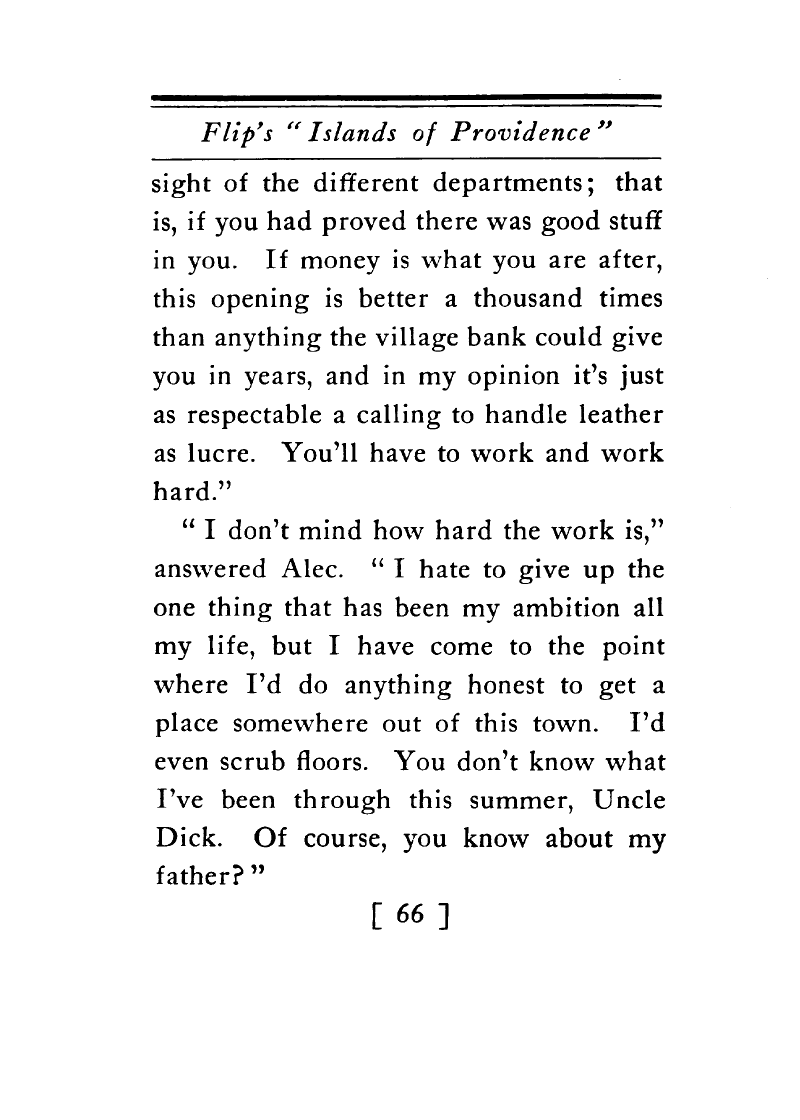 Flip's “Islands of Providence”
sight of the different departments; that
is, if you had proved there was good stuff
in you. If money is what you are after,
this opening is better a thousand times
than anything the village bank could give
you in years, and in my opinion it's just
as respectable a calling to handle leather
as lucre. You'll have to work and work
hard.”
“I don't mind how hard the work is,”
answered Alec. “I hate to give up the
one thing that has been my ambition all
my life, but I have come to the point
where I'd do anything honest to get a
place somewhere out of this town. I'd
even scrub floors. You don't know what
I've been through this summer, Uncle
Dick. Of course, you know about my
father?”
[ 66 ]